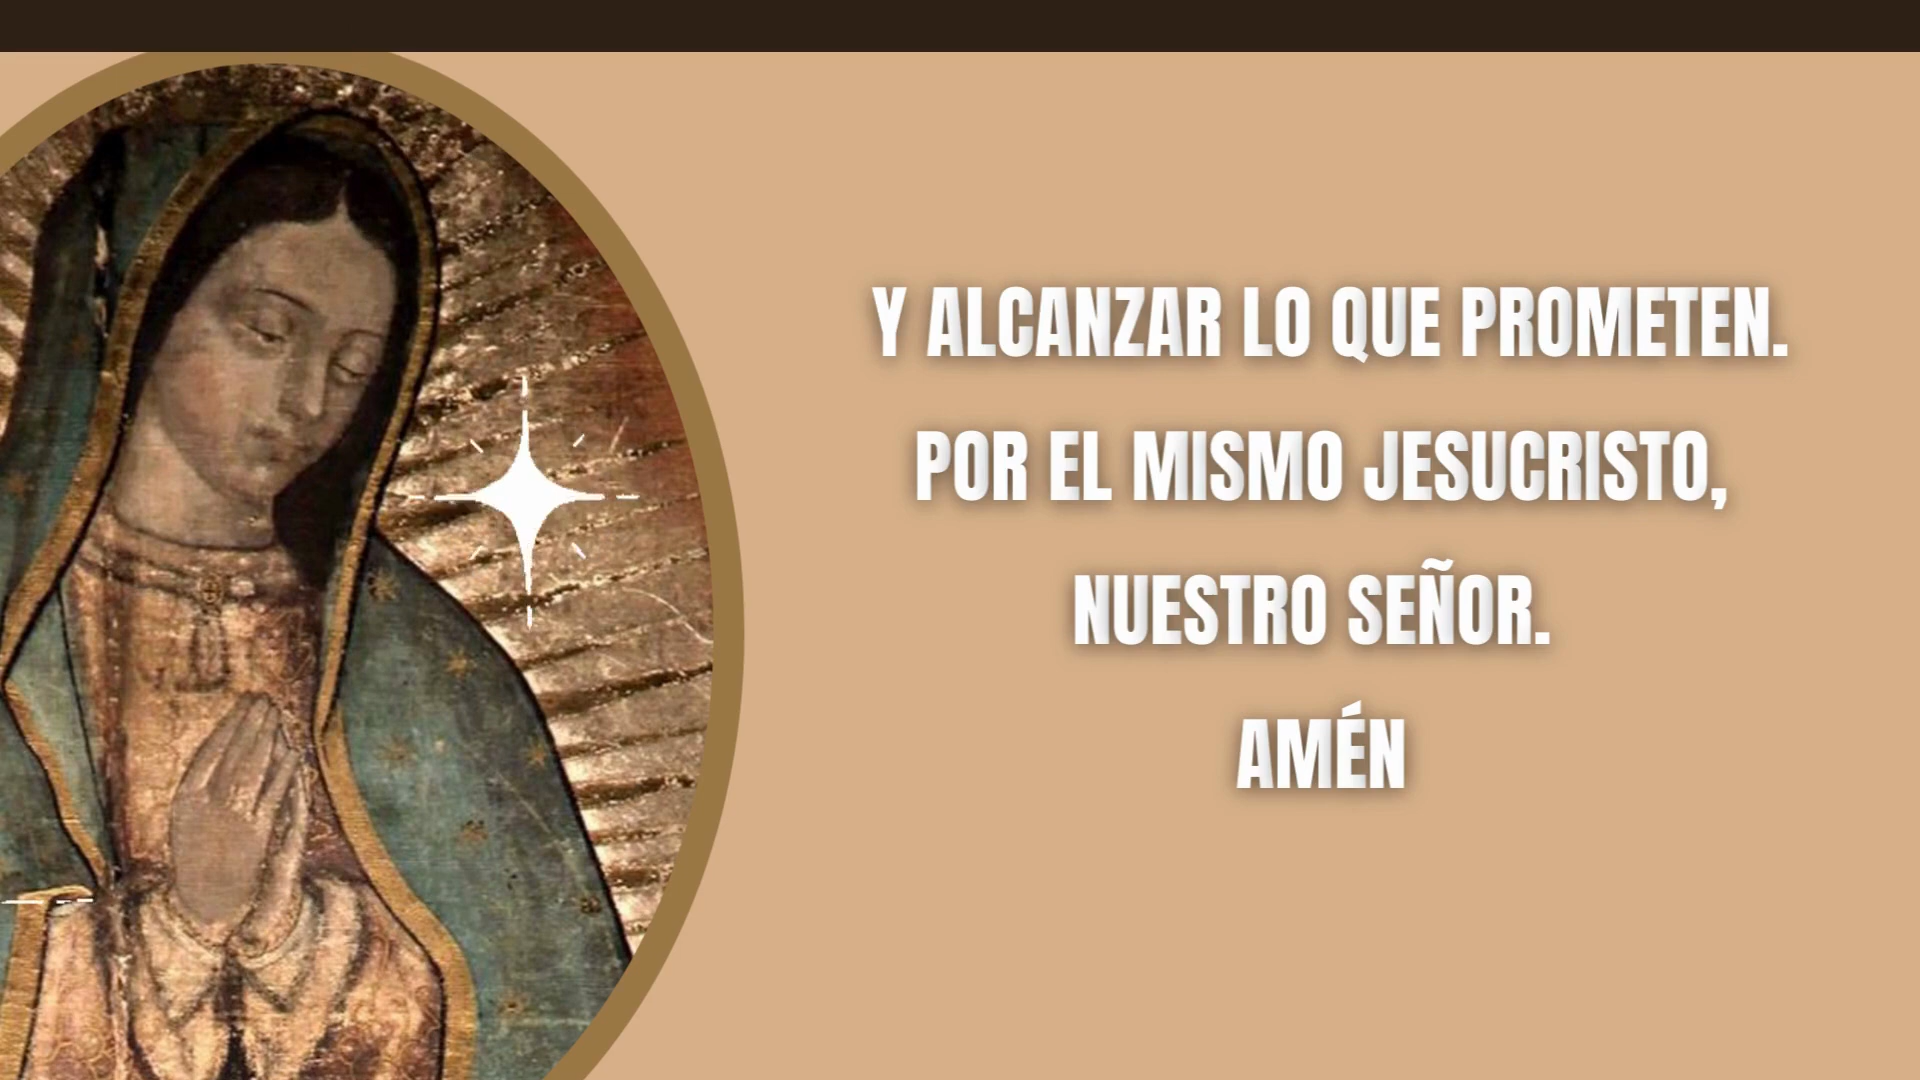 Y ALCANZAR LO QUE PROMETEN.
POR EL MISMO JESUCRISTO,
NUESTRO SEÑOR.
AMÉN